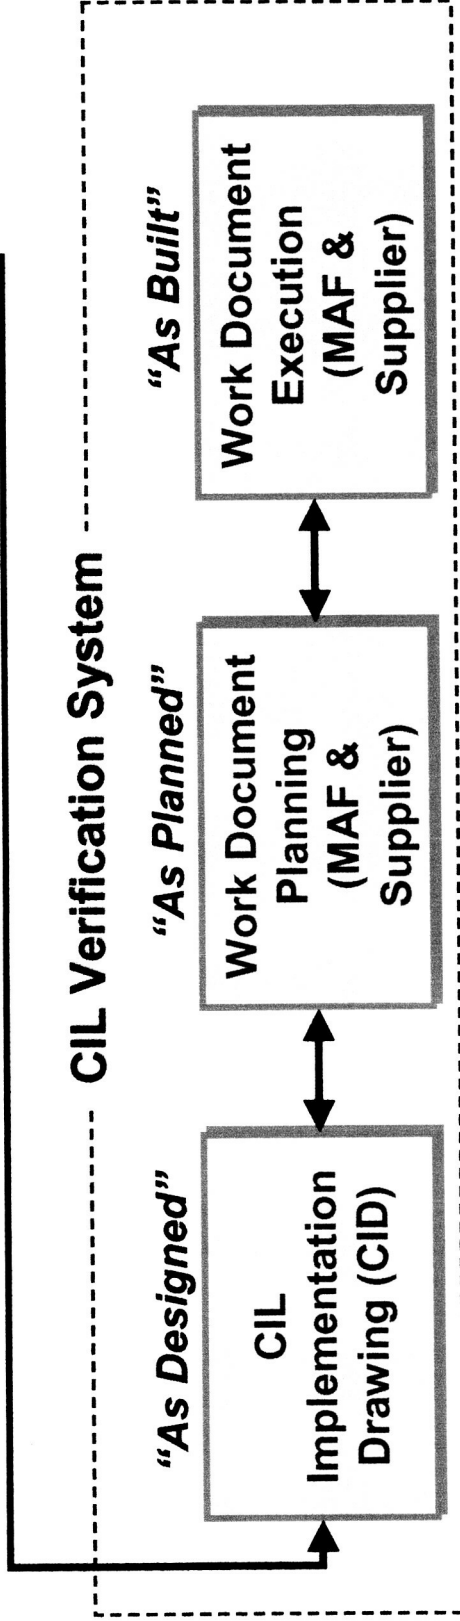 CIL Verification System
“As Designed”
CIL
Implementation
Drawing (CID)
“As Planned”
Work Document
Planning
(MAF &
Supplier)
“As Built”
Work Document
Execution
(MAF &
Supplier)